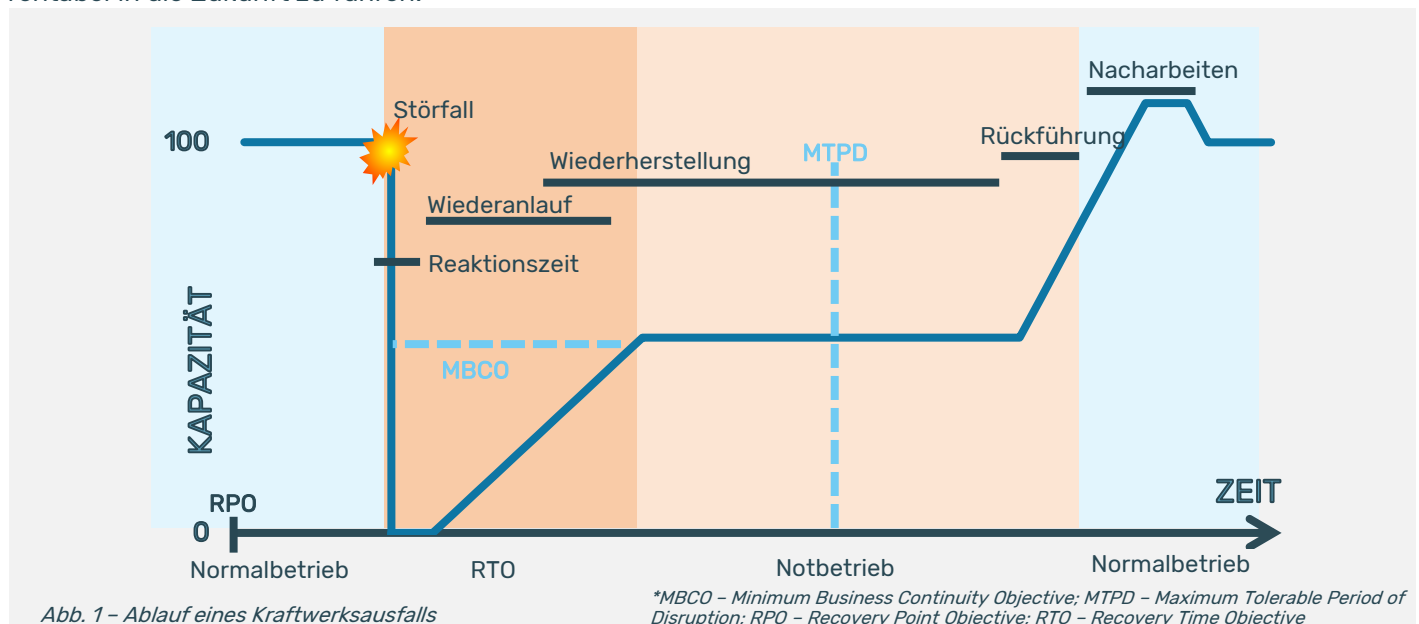 Störfall
Nacharbeiten
100
Rückführung
Wiederherstellung
MTPD
Wiederanlauf
Reaktionszeit
KAPAZITÄT
MBCO
RPO
ZEIT
0
Normalbetrieb
RTO
Notbetrieb
Normalbetrieb
Abb. 1 – Ablauf eines Kraftwerksausfalls
*MBCO – Minimum Business Continuity Objective; MTPD – Maximum Tolerable Period of
Disruption; RPO – Recovery Point Objective; RTO – Recovery Time Objective